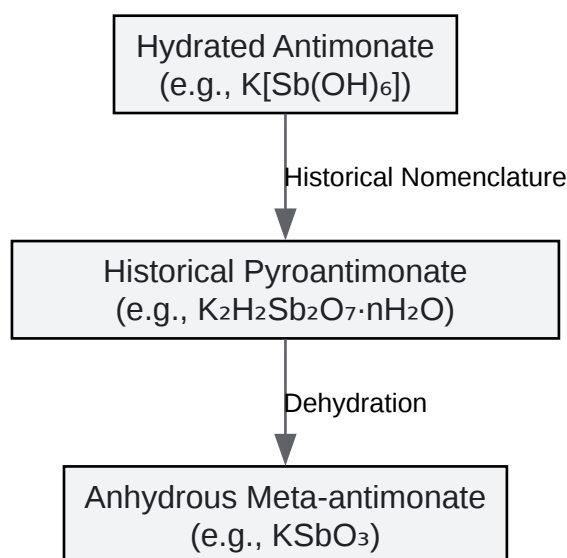 Hydrated Antimonate
(e.g., K[Sb(OH)₆])
Historical Nomenclature
Historical Pyroantimonate
(e.g., K₂H₂Sb₂O₇·nH₂O)
Dehydration
Anhydrous Meta-antimonate
(e.g., KSbO₃)